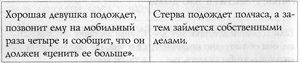 Хорошая девушка подождет,
позвонит ему на мобильный
раза четыре и сообщит, что он
должен «ценить ее больше».
Стерва подождет полчаса, а за-
тем займется собственными
делами.